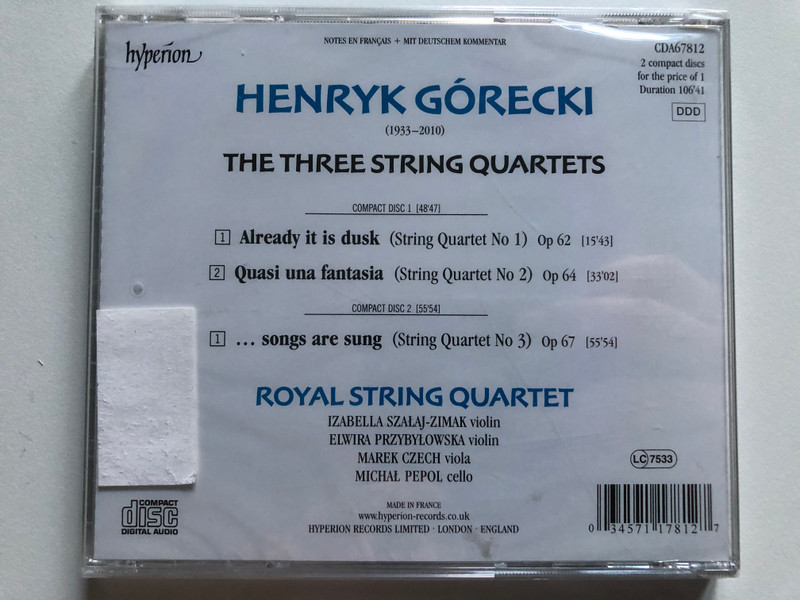 hyperion
NOTES EN FRANÇAIS + MIT DEUTSCHEM KOMMENTAR
CDA67812
2 compact discs
for the price of 1
Duration 106'41
DDD
HENRYK GÓRECKI
(1933–2010)
THE THREE STRING QUARTETS
COMPACT DISC 1 [48'47]
1 Already it is dusk (String Quartet No 1) Op 62 [15'43]
2 Quasi una fantasia (String Quartet No 2) Op 64 [33'02]
COMPACT DISC 2 [55'54]
1 … songs are sung (String Quartet No 3) Op 67 [55'54]
ROYAL STRING QUARTET
IZABELLA SZAŁAJ-ZIMAK violin
ELWIRA PRZYBYŁOWSKA violin
MAREK CZECH viola
MICHAŁ PEPOL cello
LC 7533
COMPACT
disc
DIGITAL AUDIO
MADE IN FRANCE
www.hyperion-records.co.uk
HYPERION RECORDS LIMITED · LONDON · ENGLAND
0 34571 17812 7